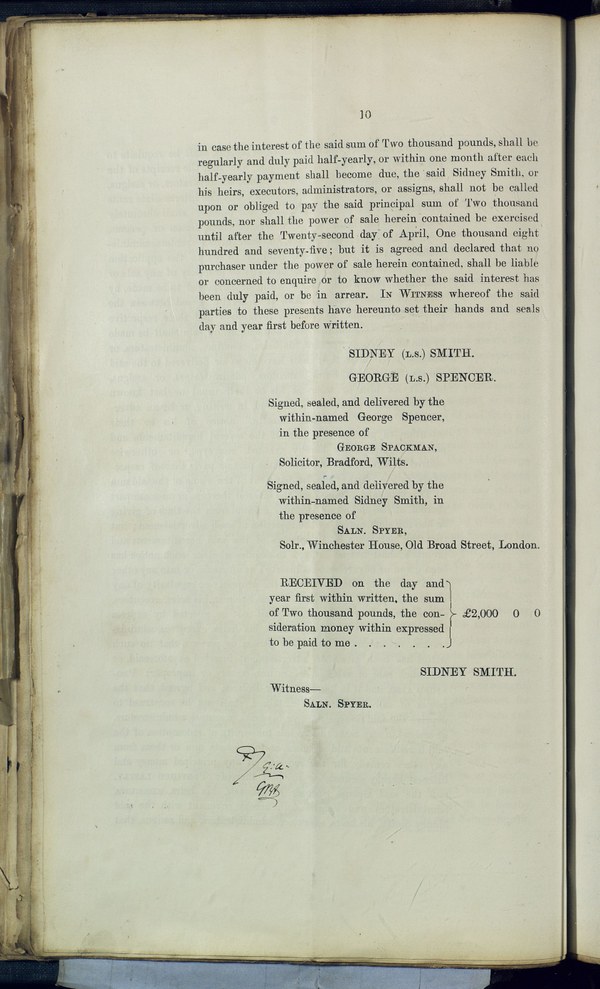 10
in case the interest of the said sum of Two thousand pounds, shall be
regularly and duly paid half-yearly, or within one month after each
half-yearly payment shall become due, the said Sidney Smith, or
his heirs, executors, administrators, or assigns, shall not be called
upon or obliged to pay the said principal sum of Two thousand
pounds, nor shall the power of sale herein contained be exercised
until after the Twenty-second day of April, One thousand eight
hundred and seventy-five; but it is agreed and declared that no
purchaser under the power of sale herein contained, shall be liable
or concerned to enquire or to know whether the said interest has
been duly paid, or be in arrear. IN WITNESS whereof the said
parties to these presents have hereunto set their hands and seals
day and year first before written.
SIDNEY (L.S.) SMITH.
GEORGE (L.S.) SPENCER.
Signed, sealed, and delivered by the
within-named George Spencer,
in the presence of
GEORGE SPACKMAN,
Solicitor, Bradford, Wilts.
Signed, sealed, and delivered by the
within-named Sidney Smith, in
the presence of
SALN. SPYER,
Solr., Winchester House, Old Broad Street, London.
RECEIVED on the day and
year first within written, the sum
of Two thousand pounds, the con- £2,000 0 0
sideration money within expressed
to be paid to me . . . . . . .
SIDNEY SMITH.
Witness—
SALN. SPYER.